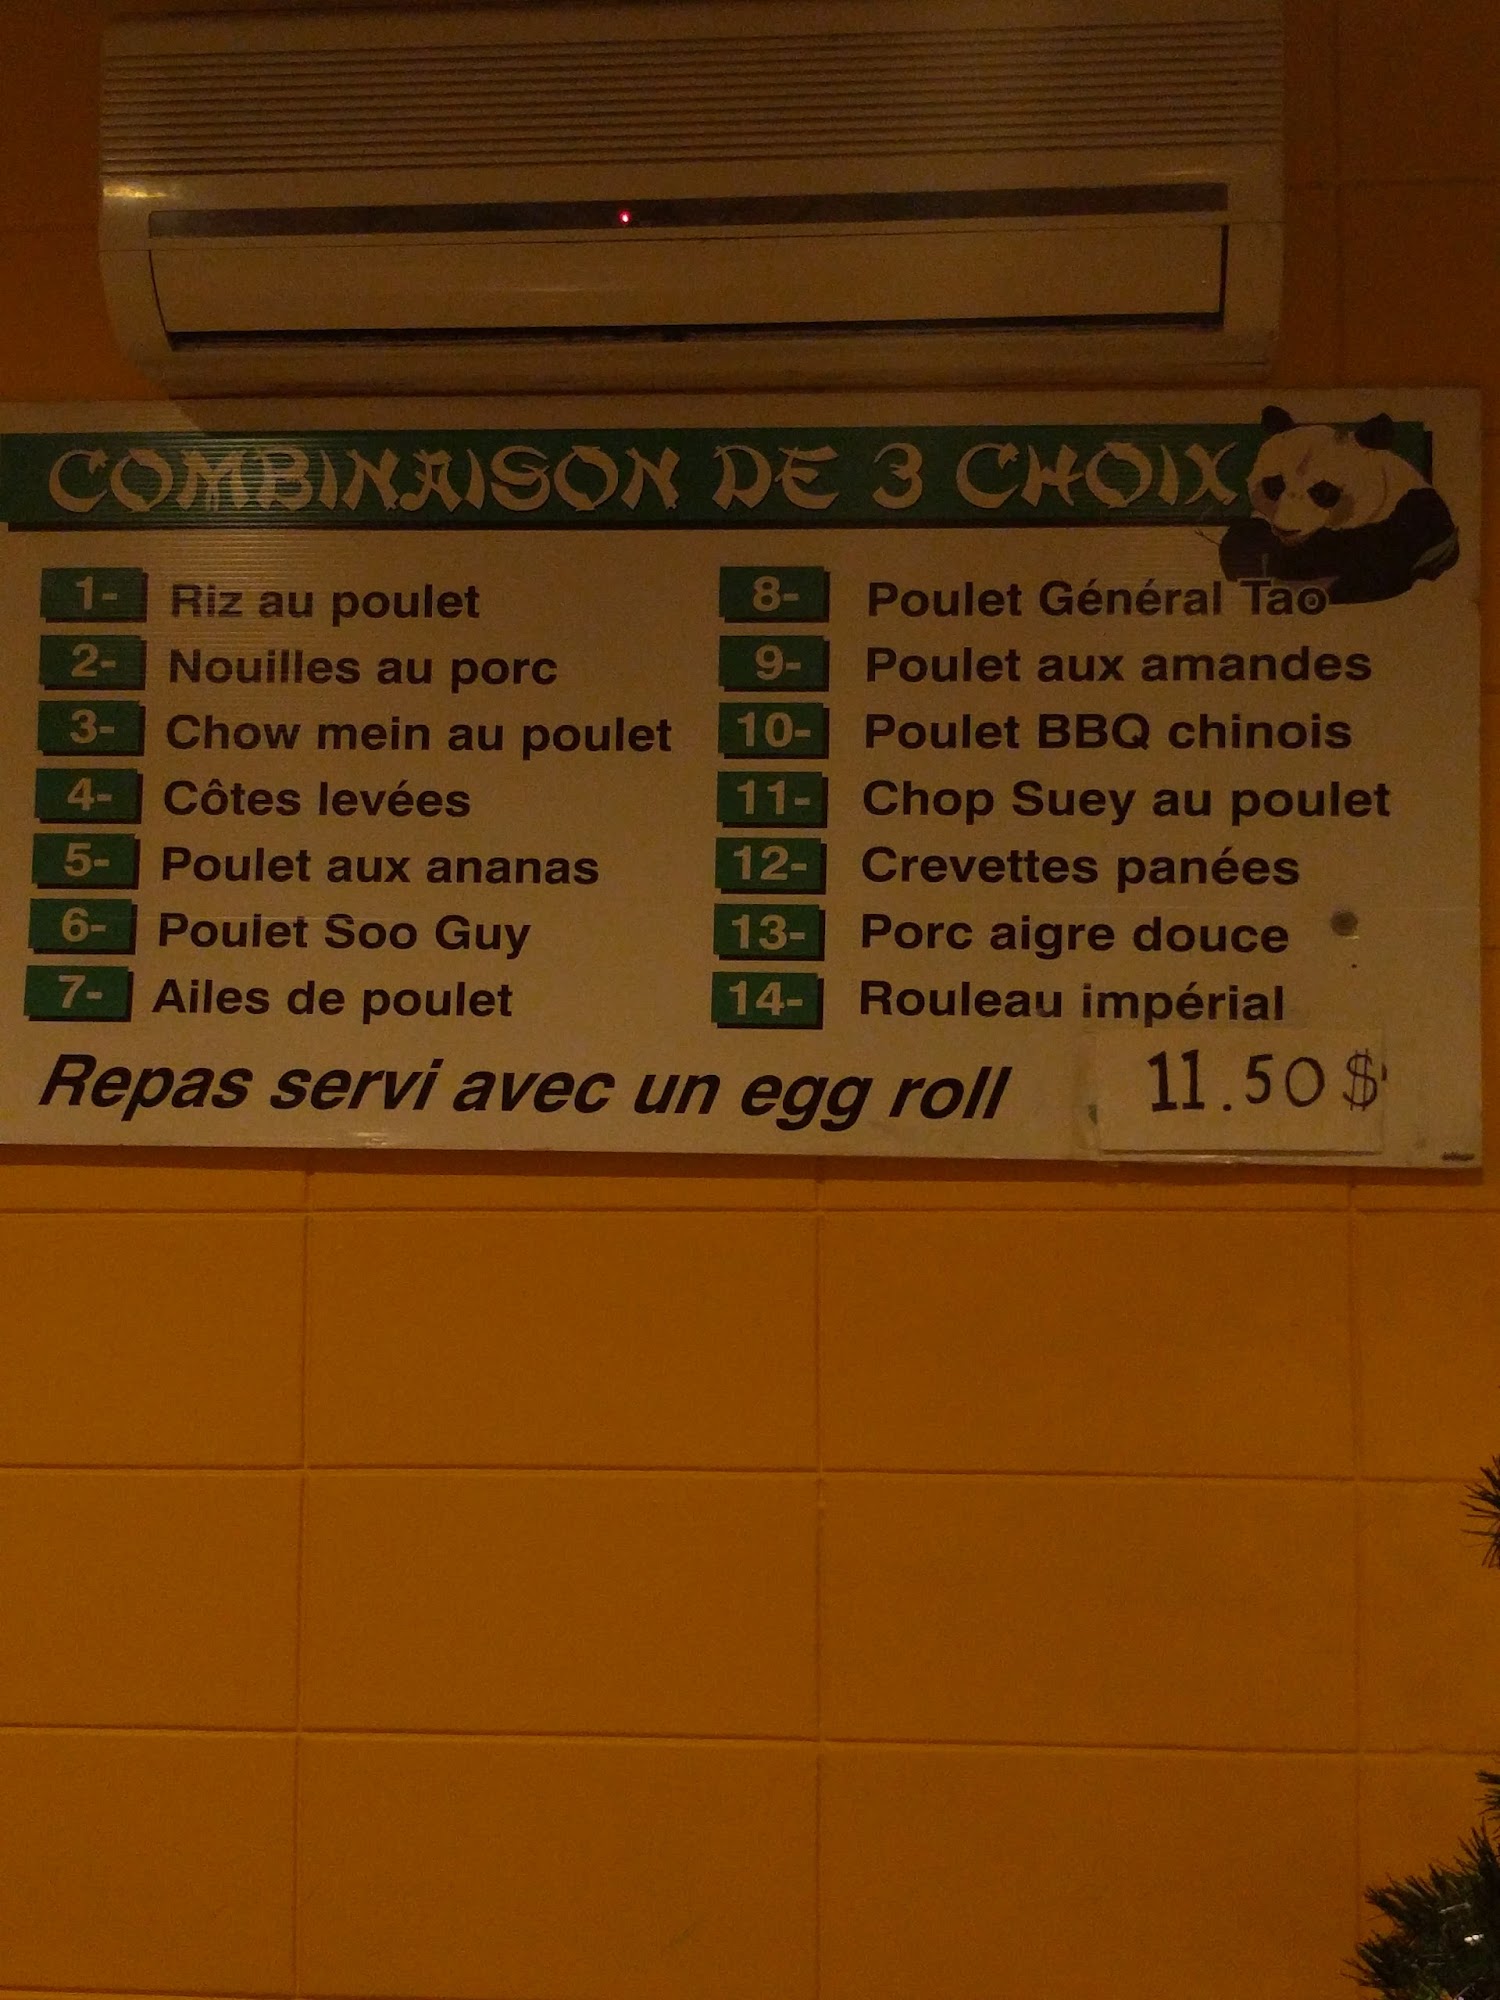 COMBINAISON DE 3 CHOIX
1- Riz au poulet
2- Nouilles au porc
3- Chow mein au poulet
4- Côtes levées
5- Poulet aux ananas
6- Poulet Soo Guy
7- Ailes de poulet
8- Poulet Général Tao
9- Poulet aux amandes
10- Poulet BBQ chinois
11- Chop Suey au poulet
12- Crevettes panées
13- Porc aigre douce
14- Rouleau impérial
Repas servi avec un egg roll 11.50$